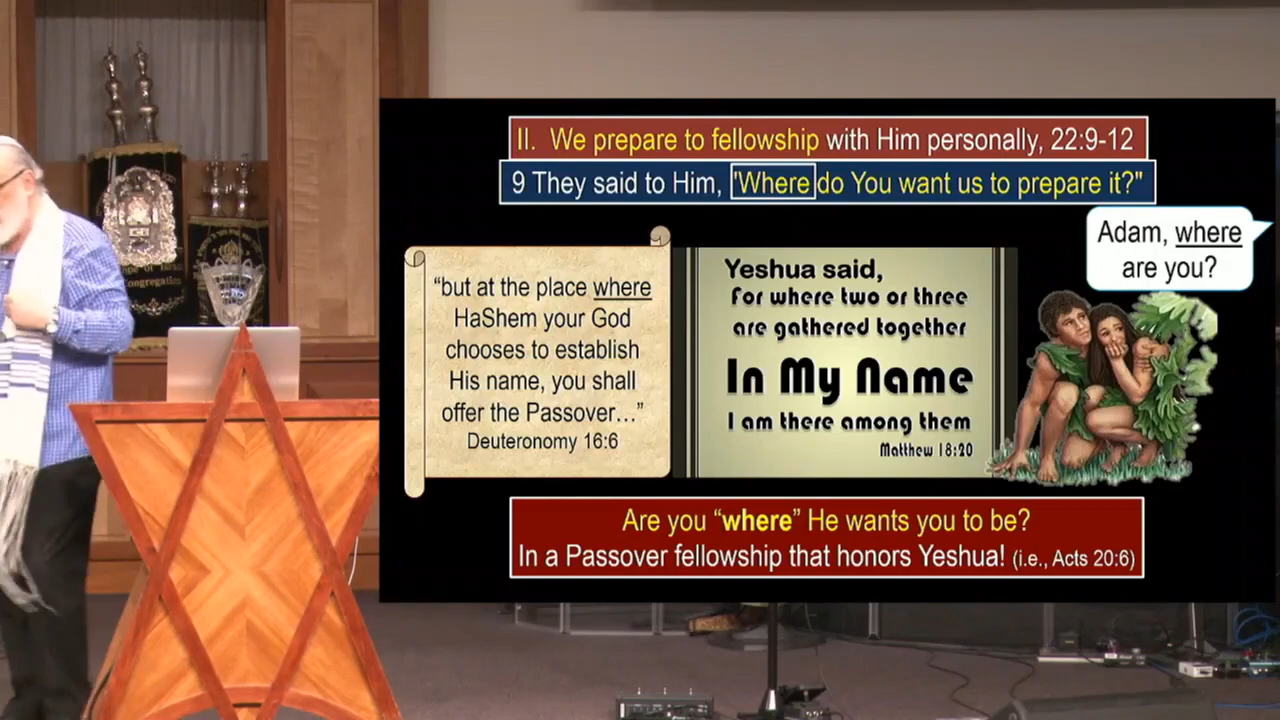 II. We prepare to fellowship with Him personally, 22:9-12
9 They said to Him, "Where do You want us to prepare it?"
Adam, where
are you?
“but at the place where
HaShem your God
chooses to establish
His name, you shall
offer the Passover…”
Deuteronomy 16:6
Yeshua said,
For where two or three
are gathered together
In My Name
I am there among them
Matthew 18:20
Are you “where” He wants you to be?
In a Passover fellowship that honors Yeshua! (i.e., Acts 20:6)
Congregation